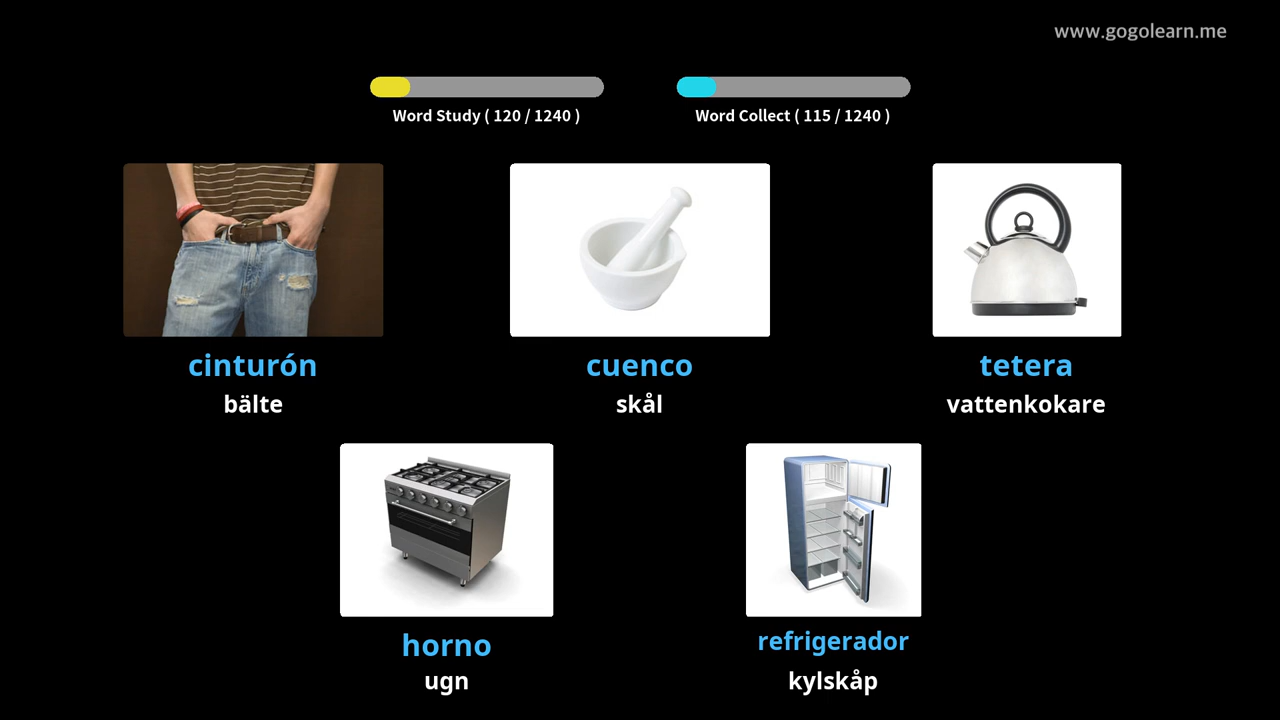 www.gogolearn.me
Word Study ( 120 / 1240 )
Word Collect ( 115 / 1240 )
cinturón
bälte
cuenco
skål
tetera
vattenkokare
horno
ugn
refrigerador
kylskåp